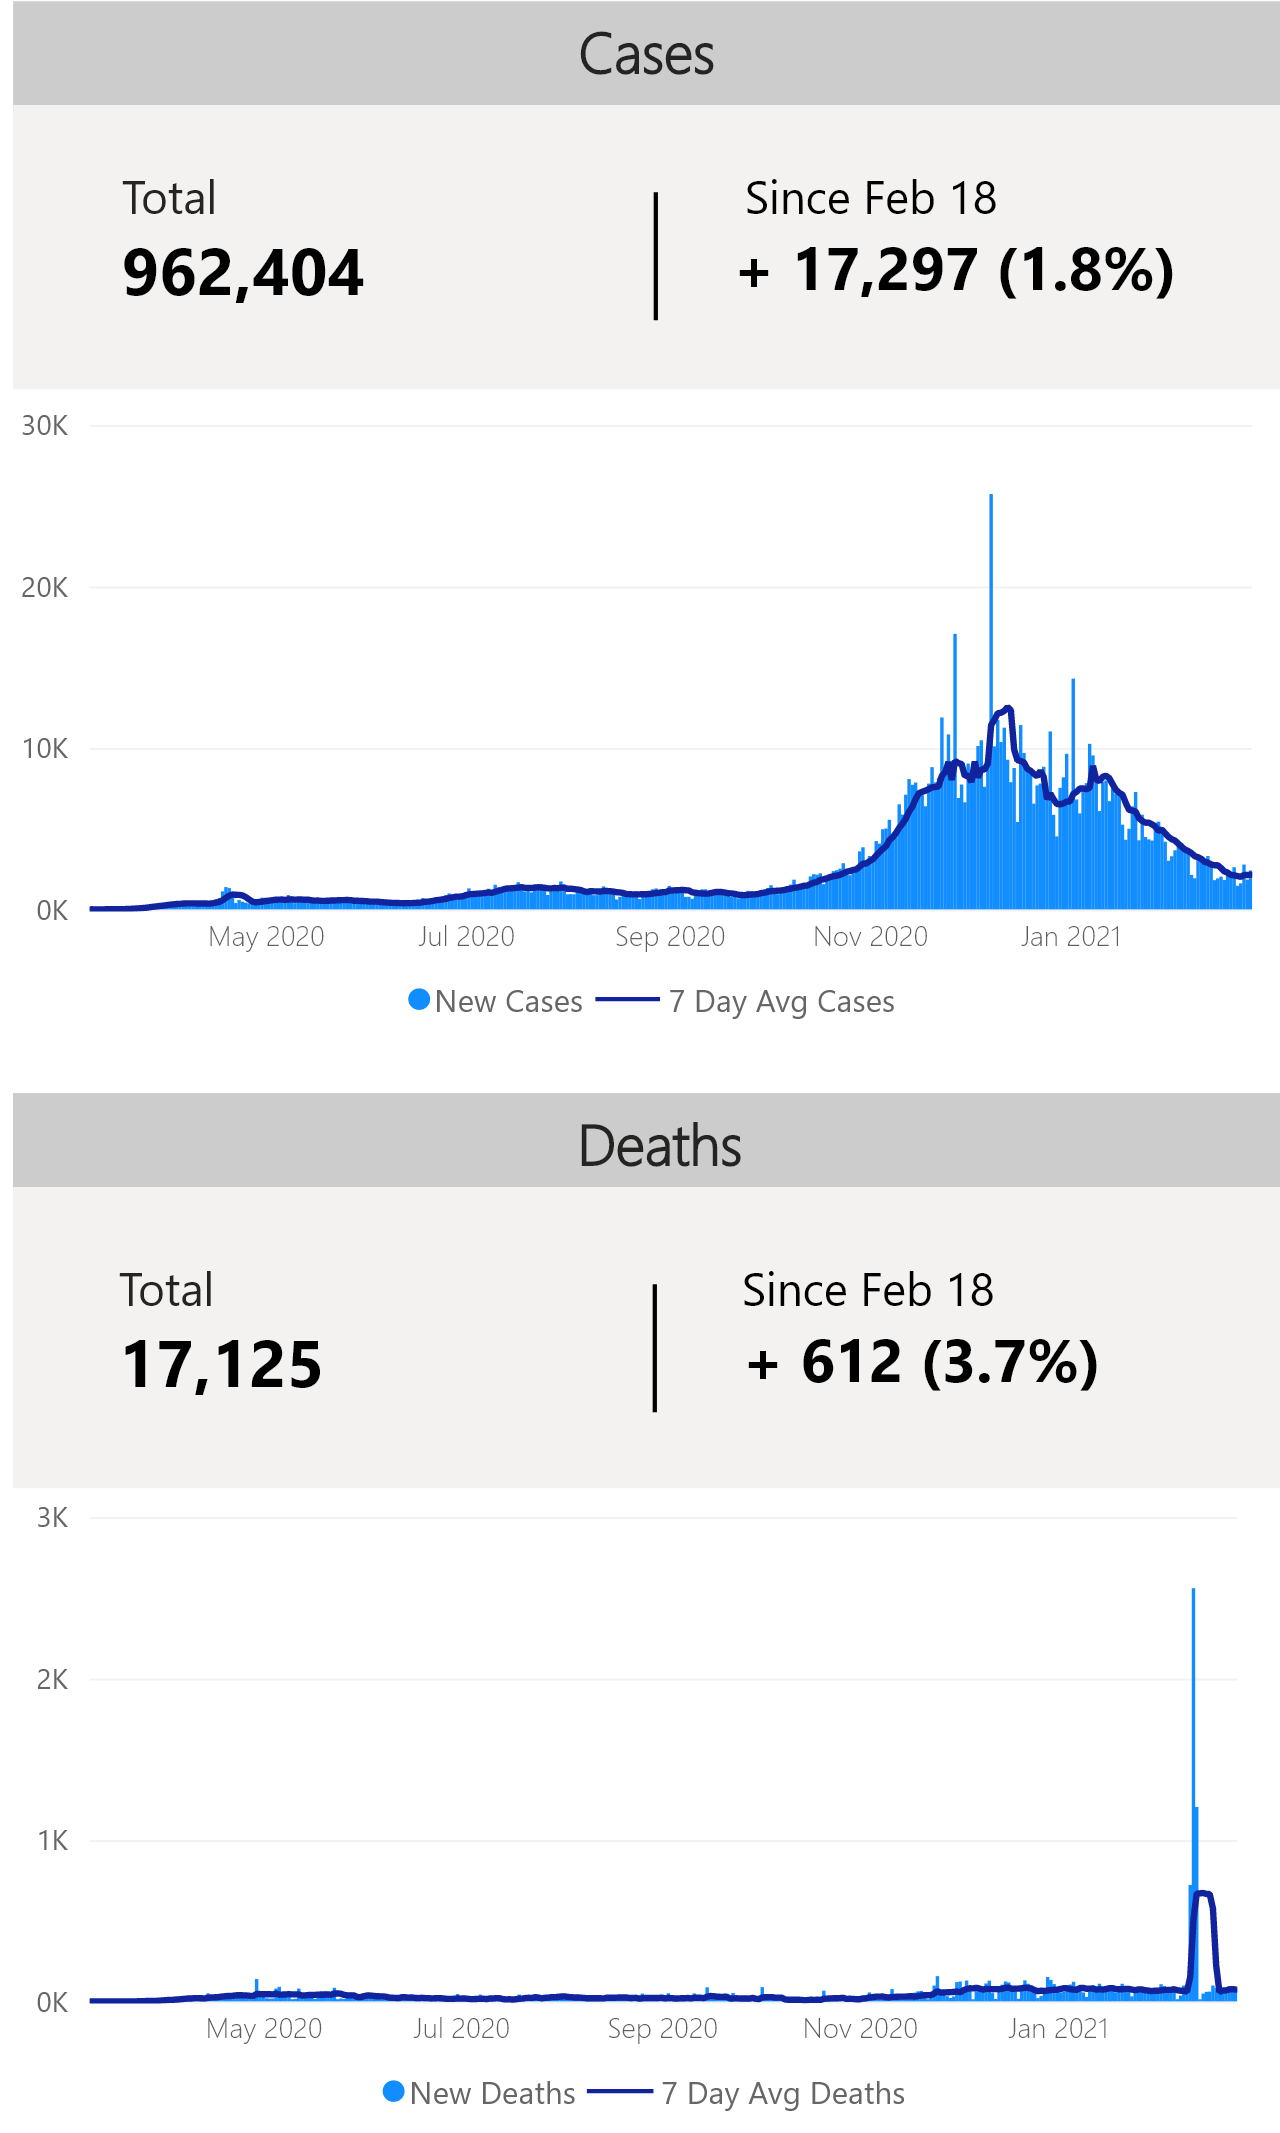 Cases
Total
962,404
Since Feb 18
+ 17,297 (1.8%)
30K
20K
10K
0K
May 2020 Jul 2020 Sep 2020 Nov 2020 Jan 2021
New Cases 7 Day Avg Cases
Deaths
Total
17,125
Since Feb 18
+ 612 (3.7%)
3K
2K
1K
0K
May 2020 Jul 2020 Sep 2020 Nov 2020 Jan 2021
New Deaths 7 Day Avg Deaths